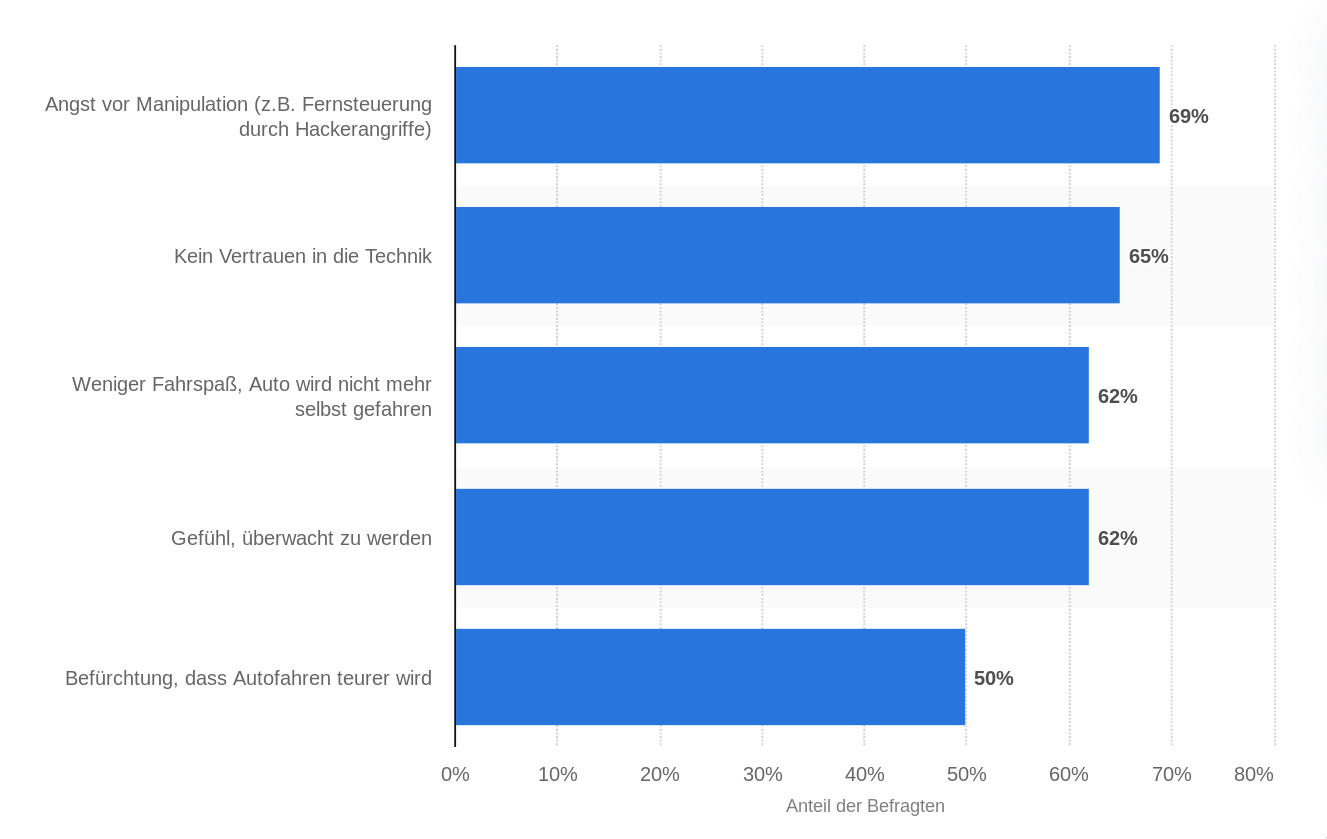 Angst vor Manipulation (z.B. Fernsteuerung
durch Hackerangriffe)
69%
Kein Vertrauen in die Technik
65%
Weniger Fahrspaß, Auto wird nicht mehr
selbst gefahren
62%
Gefühl, überwacht zu werden
62%
Befürchtung, dass Autofahren teurer wird
50%
0% 10% 20% 30% 40% 50% 60% 70% 80%
Anteil der Befragten